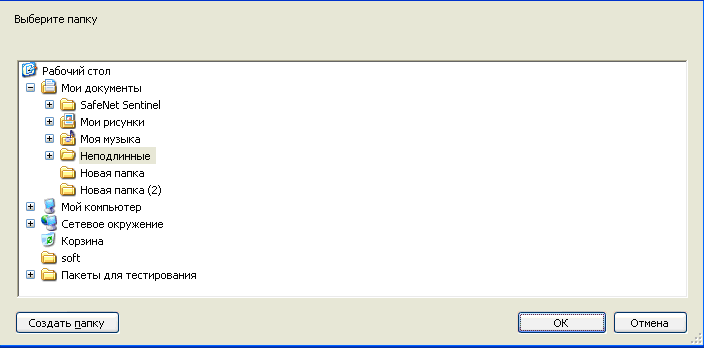 Выберите папку
Рабочий стол
Мои документы
SafeNet Sentinel
Мои рисунки
Моя музыка
Неподлинные
Новая папка
Новая папка (2)
Мой компьютер
Сетевое окружение
Корзина
soft
Пакеты для тестирования
Создать папку
OK
Отмена